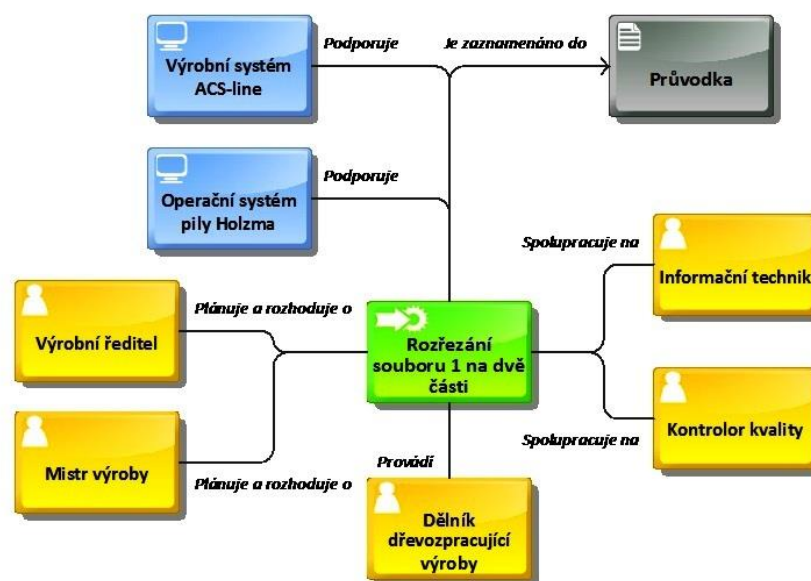 Podporuje
Je zaznamenáno do
Výrobní systém
ACS-line
Průvodka
Podporuje
Operační systém
pily Holzma
Spolupracuje na
Informační technik
Plánuje a rozhoduje o
Výrobní ředitel
Rozřezání
souboru 1 na dvě
části
Kontrolor kvality
Spolupracuje na
Mistr výroby
Plánuje a rozhoduje o
Provádí
Dělník
dřevozpracující
výroby